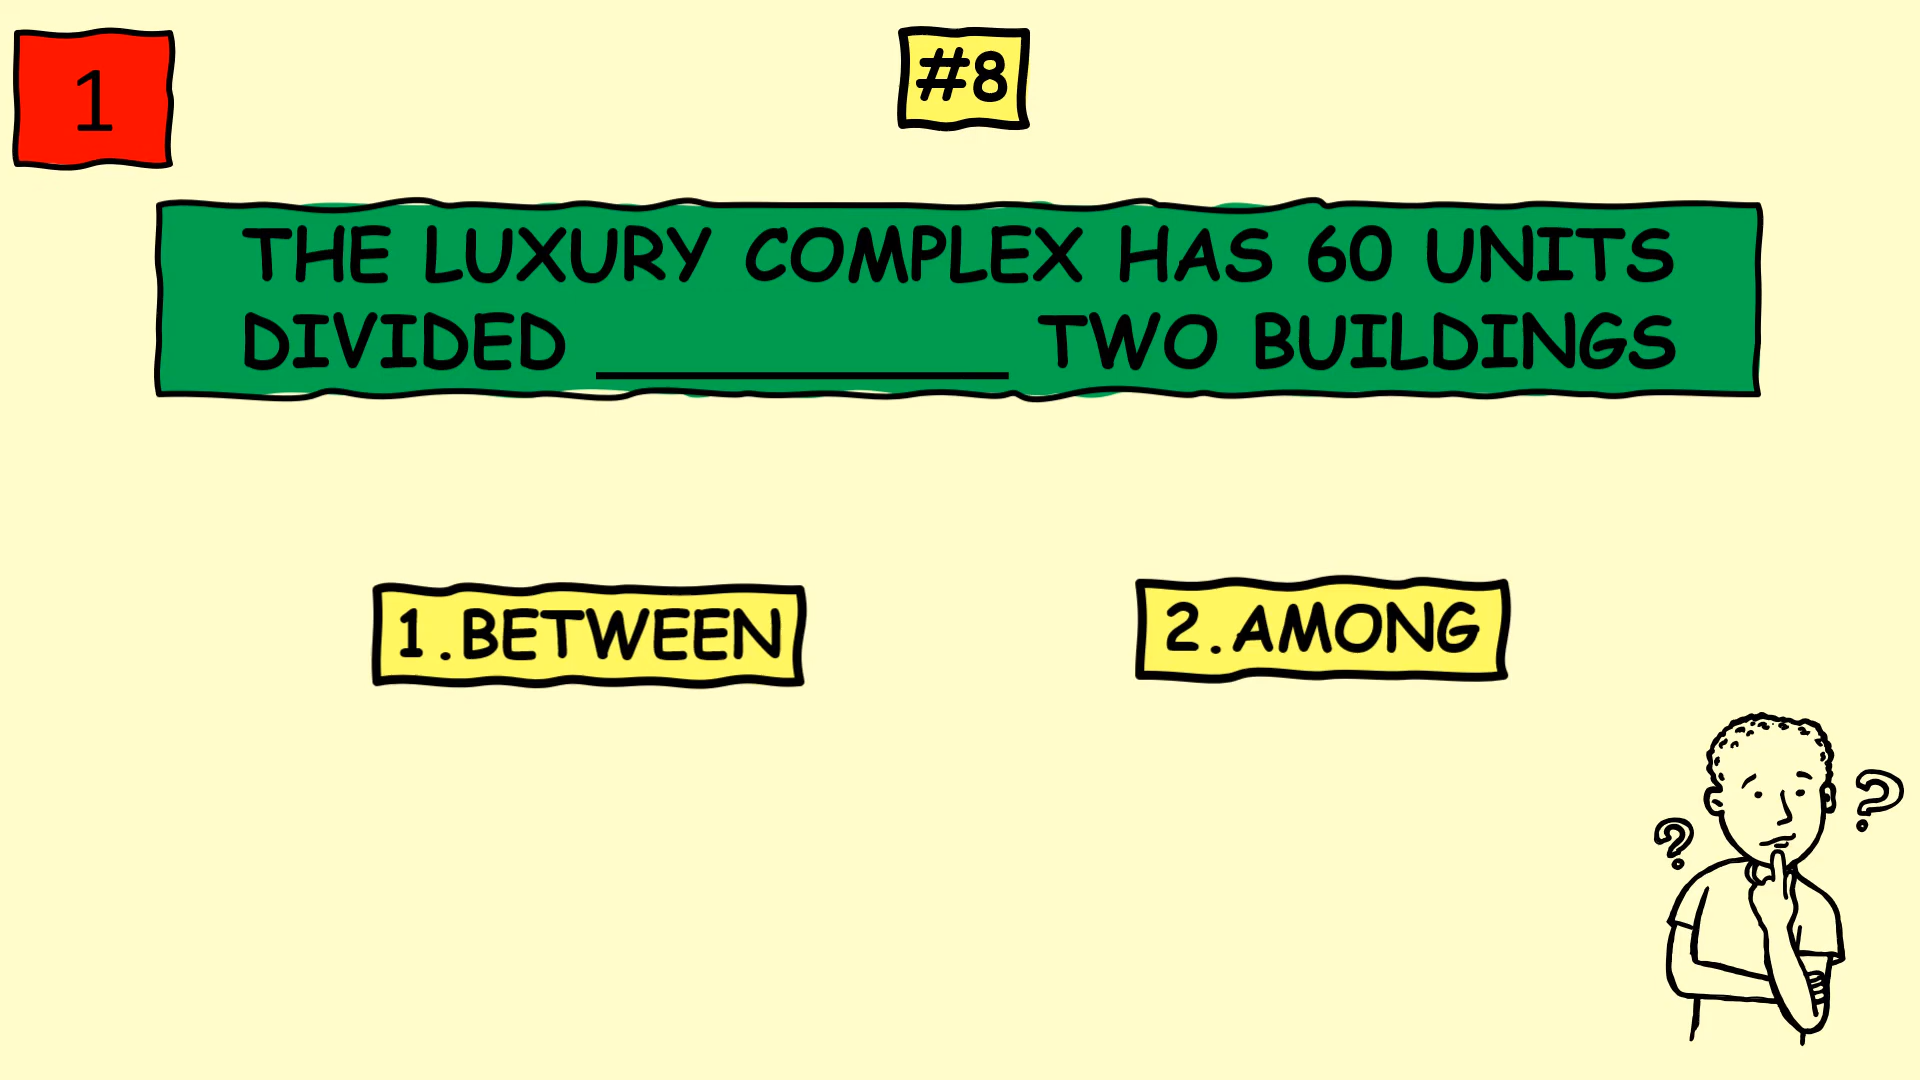 1
#8
THE LUXURY COMPLEX HAS 60 UNITS
DIVIDED ____________ TWO BUILDINGS
1.BETWEEN
2.AMONG
? ?